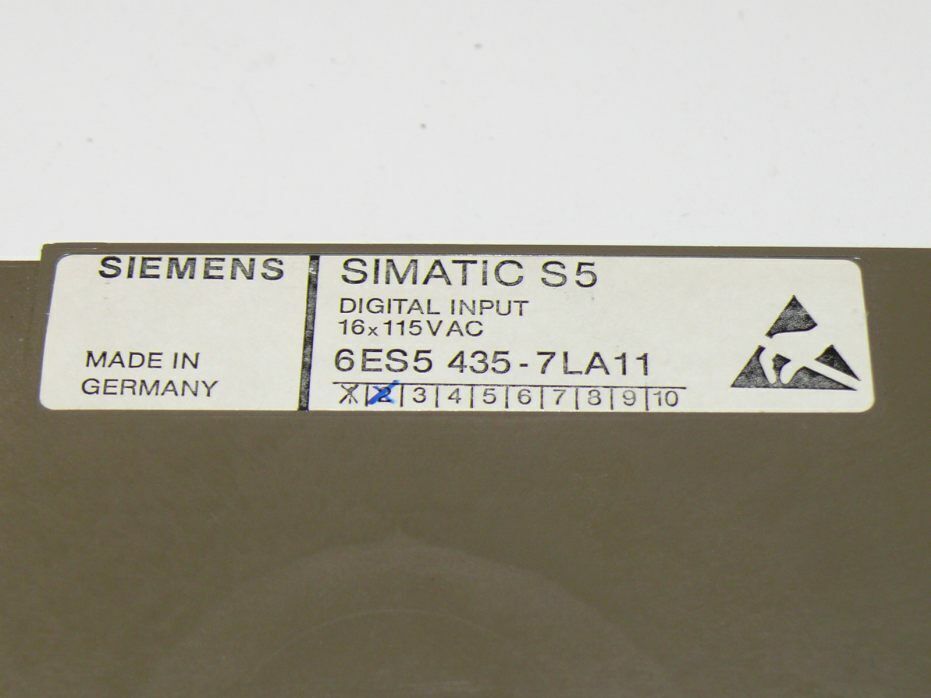 SIEMENS
MADE IN
GERMANY
SIMATIC S5
DIGITAL INPUT
16x115VAC
6ES5 435-7LA11
X|2|3|4|5|6|7|8|9|10